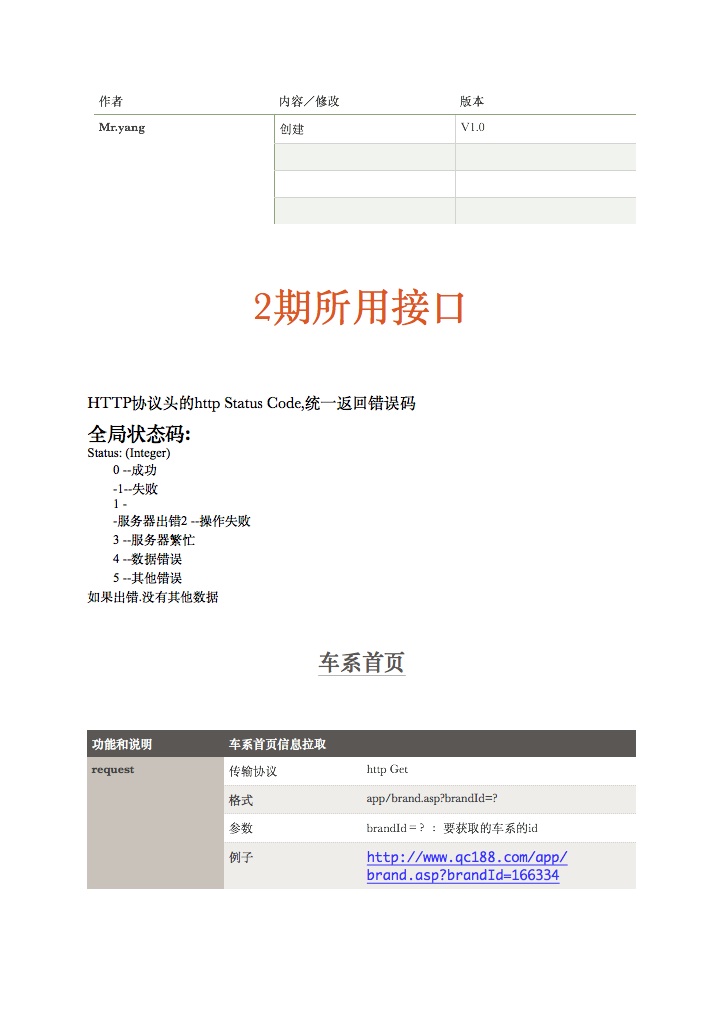 作者 内容／修改 版本
Mr.yang 创建 V1.0
2期所用接口
HTTP协议头的http Status Code,统一返回错误码
全局状态码:
Status: (Integer)
0 --成功
-1--失败
1 -
-服务器出错2 --操作失败
3 --服务器繁忙
4 --数据错误
5 --其他错误
如果出错.没有其他数据
车系首页
功能和说明 车系首页信息拉取
request 传输协议 http Get
格式 app/brand.asp?brandId=?
参数 brandId = ？ ： 要获取的车系的id
例子 http://www.qc188.com/app/
brand.asp?brandId=166334